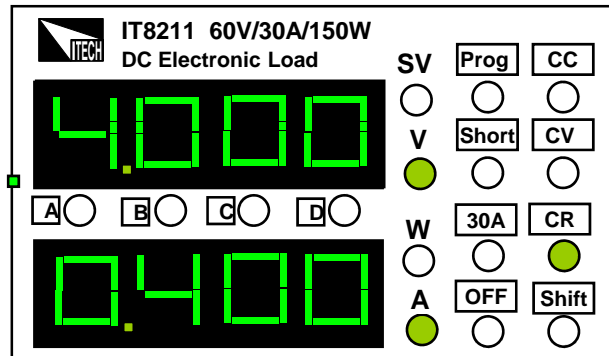 ITECH
IT8211 60V/30A/150W
DC Electronic Load
SV Prog CC
4.000
V Short CV
A B C D
W 30A CR
0.400
A OFF Shift